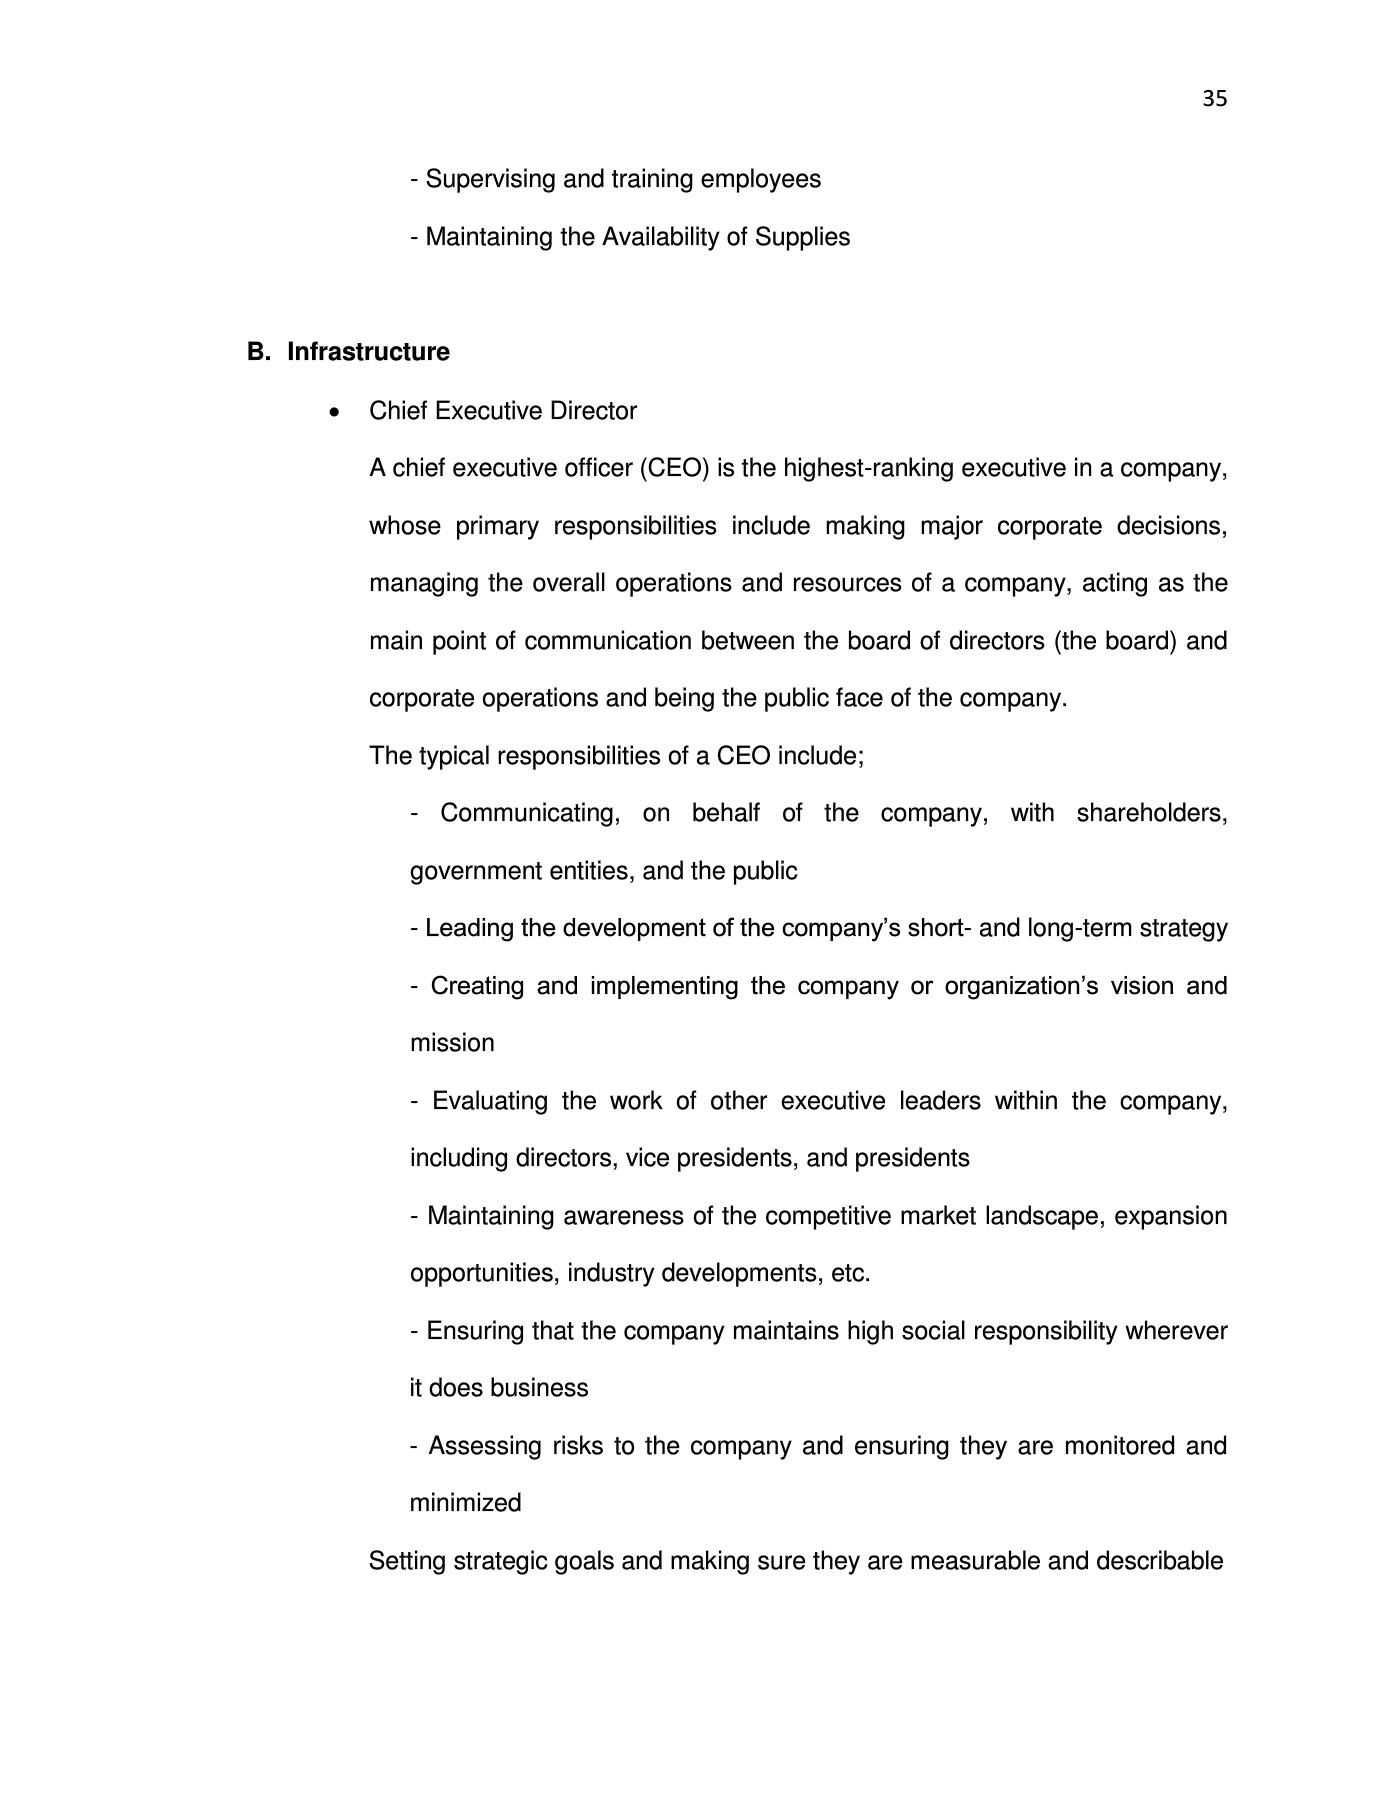 35
- Supervising and training employees
- Maintaining the Availability of Supplies
B. Infrastructure
• Chief Executive Director
A chief executive officer (CEO) is the highest-ranking executive in a company,
whose primary responsibilities include making major corporate decisions,
managing the overall operations and resources of a company, acting as the
main point of communication between the board of directors (the board) and
corporate operations and being the public face of the company.
The typical responsibilities of a CEO include;
- Communicating, on behalf of the company, with shareholders,
government entities, and the public
- Leading the development of the company’s short- and long-term strategy
- Creating and implementing the company or organization’s vision and
mission
- Evaluating the work of other executive leaders within the company,
including directors, vice presidents, and presidents
- Maintaining awareness of the competitive market landscape, expansion
opportunities, industry developments, etc.
- Ensuring that the company maintains high social responsibility wherever
it does business
- Assessing risks to the company and ensuring they are monitored and
minimized
Setting strategic goals and making sure they are measurable and describable